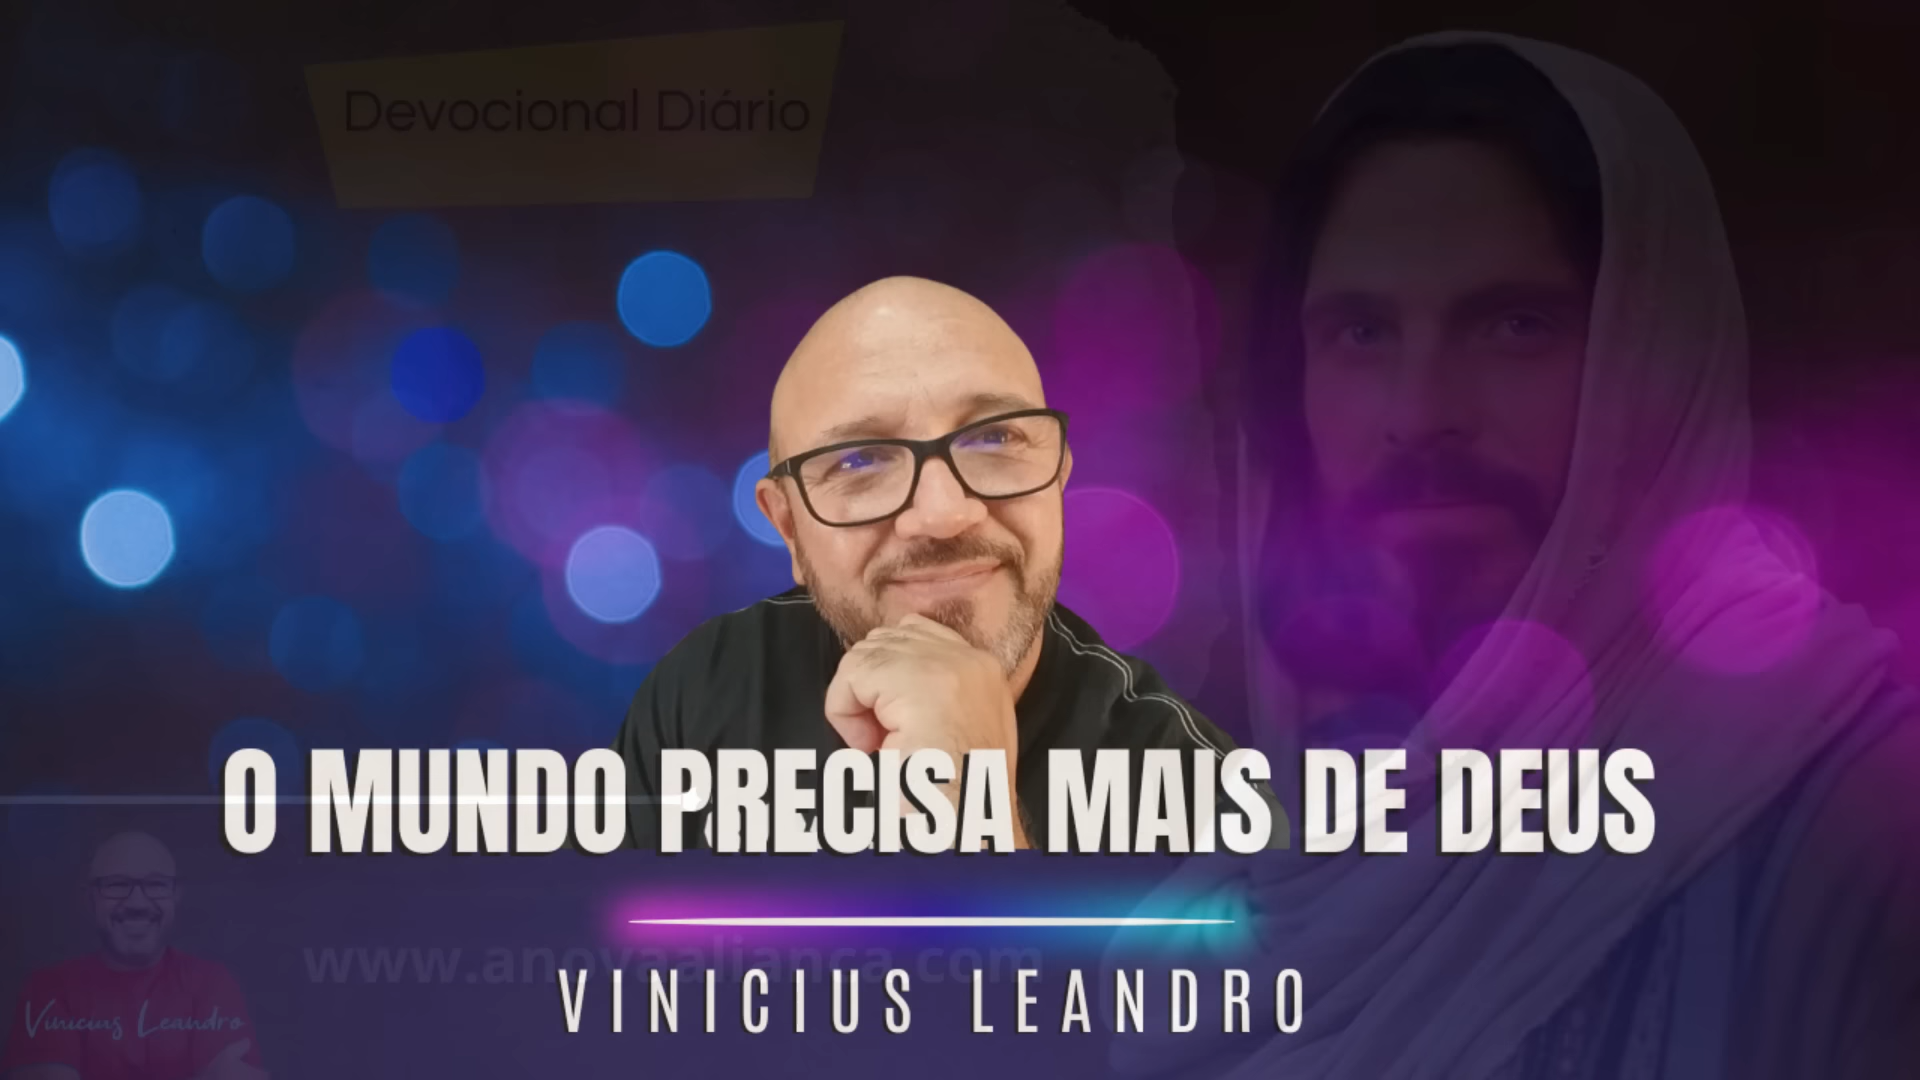 Devocional Diário
O MUNDO PRECISA MAIS DE DEUS
www.anovaalianca.com
VINICIUS LEANDRO
Vinicius Leandro